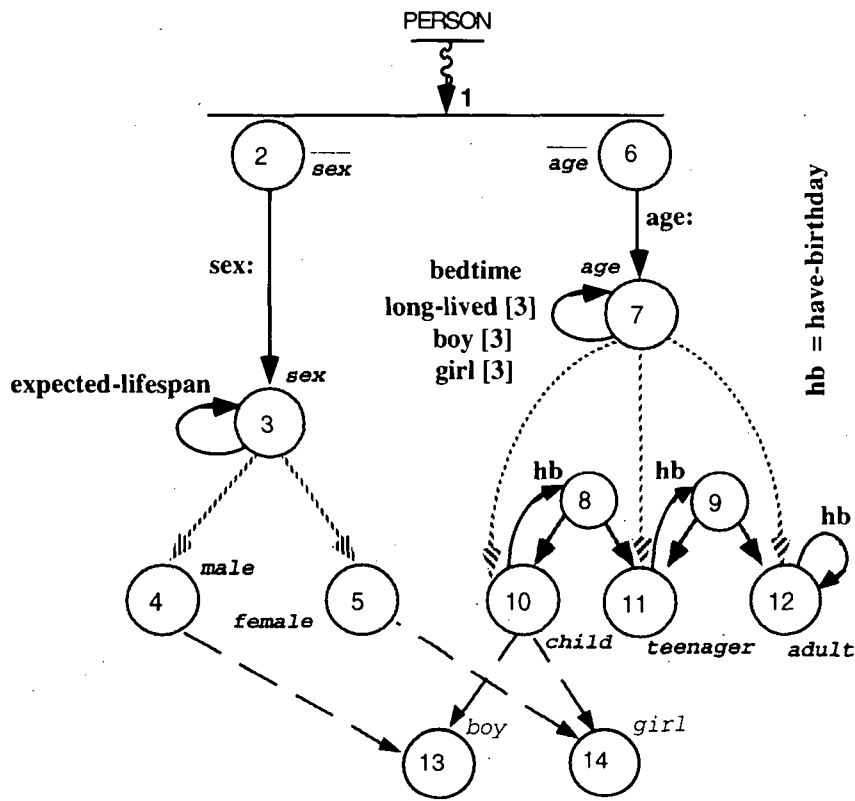 PERSON
1
2
sex
age
6
sex:
age:
hb = have-birthday
bedtime
long-lived [3]
boy [3]
girl [3]
age
7
expected-lifespan
sex
3
hb
8
hb
9
hb
4
male
female
5
10
child
11
teenager
12
adult
13
boy
14
girl